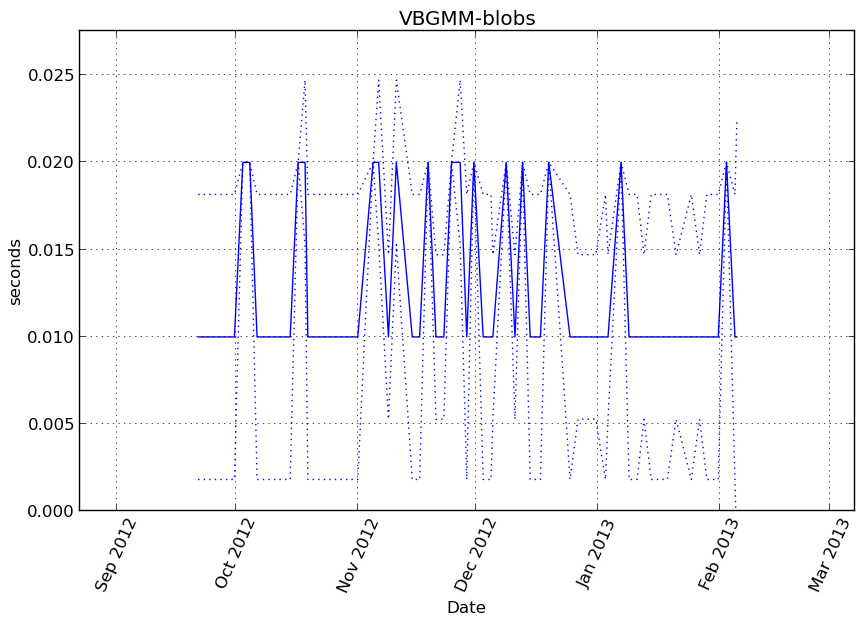 VBGMM-blobs
0.025
0.020
0.015
0.010
0.005
0.000
seconds
Sep 2012
Oct 2012
Nov 2012
Dec 2012
Jan 2013
Feb 2013
Mar 2013
Date